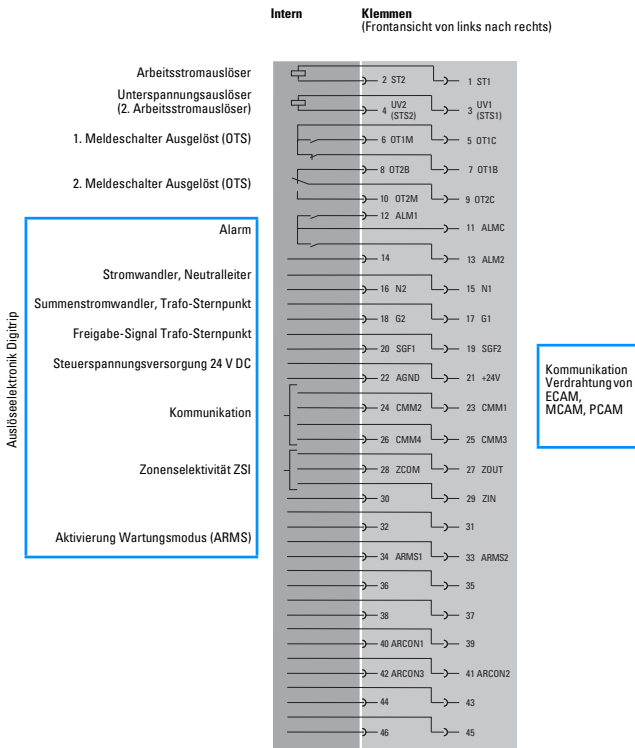 Intern
Klemmen
(Frontansicht von links nach rechts)
Arbeitsstromauslöser
2 ST2
1 ST1
Unterspannungsauslöser
(2. Arbeitsstromauslöser)
4 UV2
(STS2)
3 UV1
(STS1)
1. Meldeschalter Ausgelöst (OTS)
6 OT1M
5 OT1C
8 OT2B
7 OT1B
2. Meldeschalter Ausgelöst (OTS)
10 OT2M
9 OT2C
12 ALM1
Alarm
11 ALMC
14
13 ALM2
Stromwandler, Neutralleiter
16 N2
15 N1
Summenstromwandler, Trafo-Sternpunkt
18 G2
17 G1
Freigabe-Signal Trafo-Sternpunkt
20 SGF1
19 SGF2
Steuerspannungsversorgung 24 V DC
22 AGND
21 +24V
Kommunikation
24 CMM2
23 CMM1
26 CMM4
25 CMM3
Zonenselektivität ZSI
28 ZCOM
27 ZOUT
30
29 ZIN
32
31
Aktivierung Wartungsmodus (ARMS)
34 ARMS1
33 ARMS2
36
35
38
37
40 ARCON1
39
42 ARCON3
41 ARCON2
44
43
46
45
Auslöseelektronik Digitrip
Kommunikation
Verdrahtung von
ECAM,
MCAM, PCAM